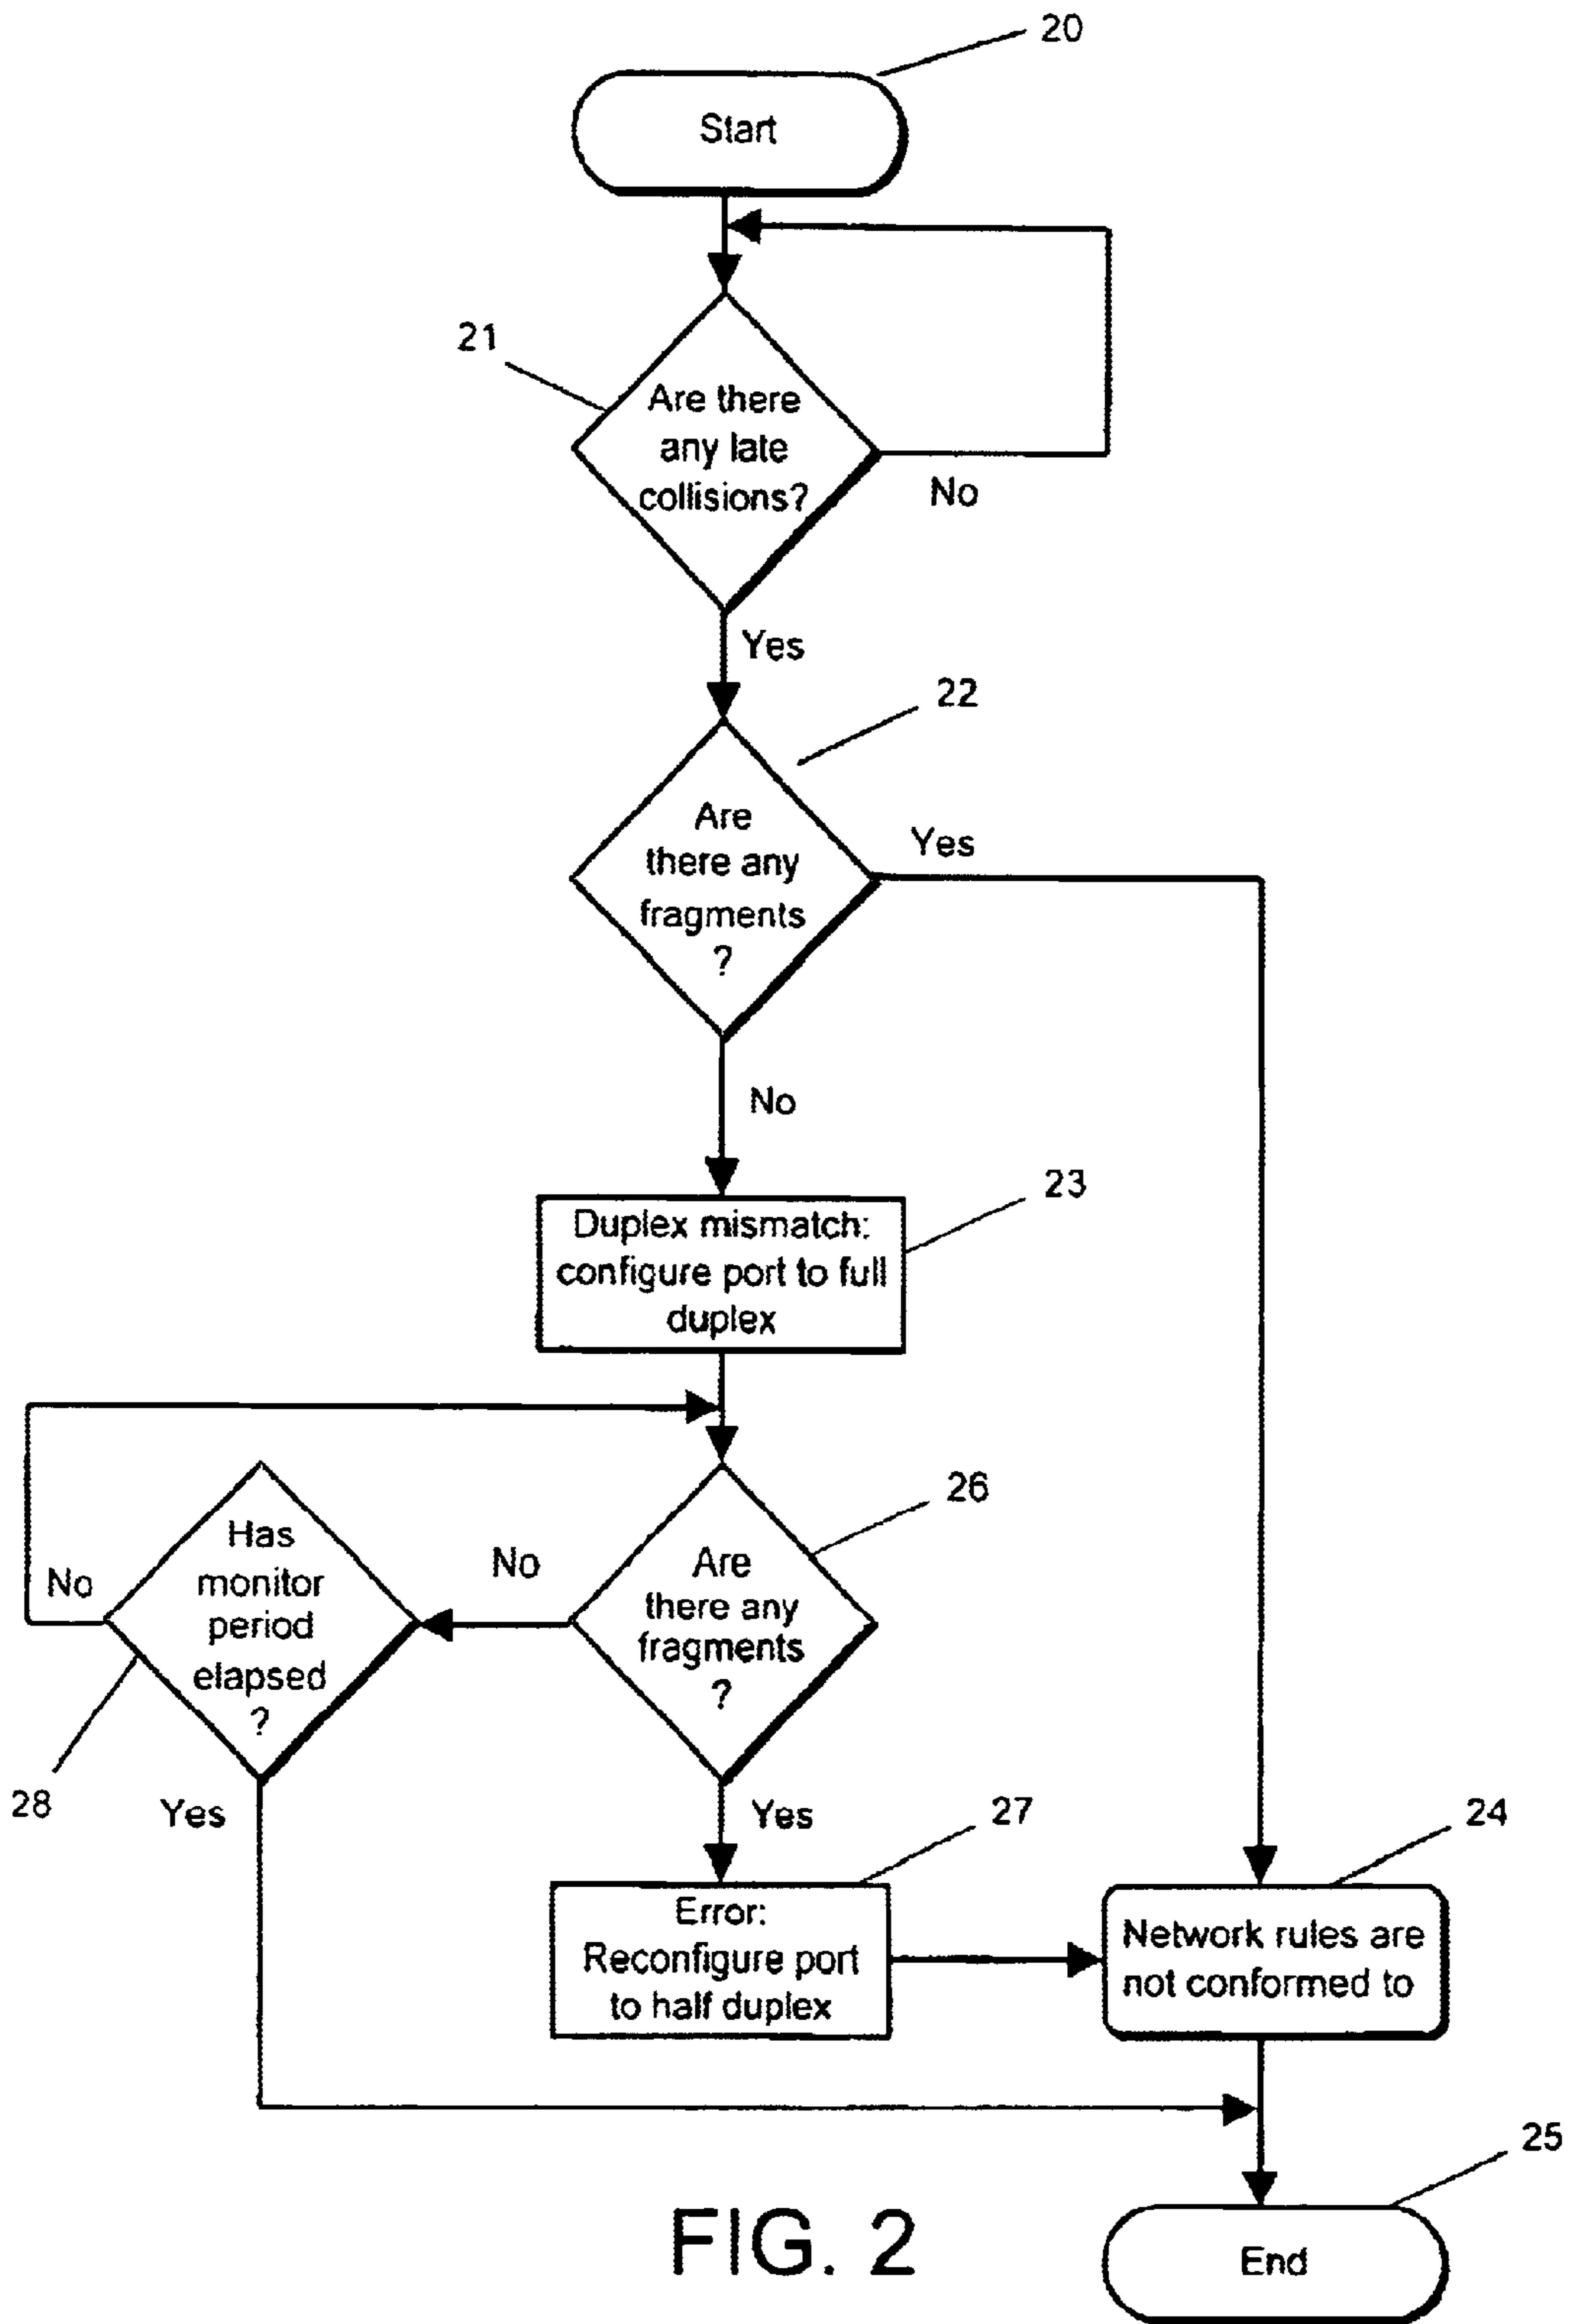 20
Start
21
Are there
any late
collisions?
No
Yes
22
Are
there any
fragments
?
Yes
No
23
Duplex mismatch:
configure port to full
duplex
26
Has
monitor
period
elapsed
?
No
No
Are
there any
fragments
?
28
Yes
Yes
27
24
Error:
Reconfigure port
to half duplex
Network rules are
not conformed to
25
End
FIG. 2